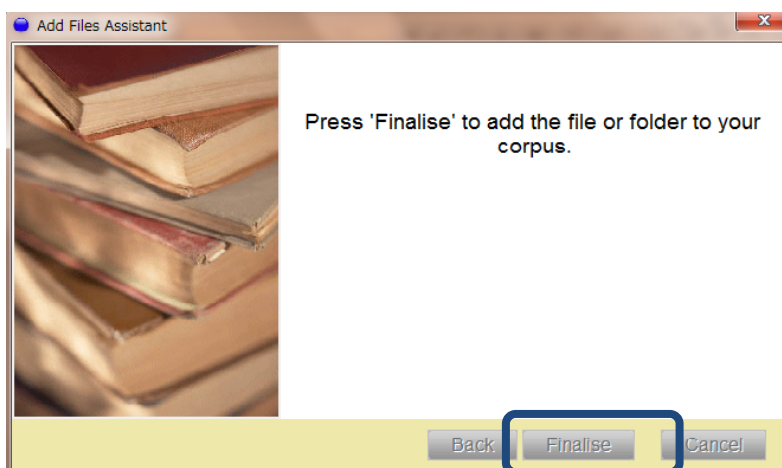 Add Files Assistant
x
Press 'Finalise' to add the file or folder to your
corpus.
Back Finalise Cancel